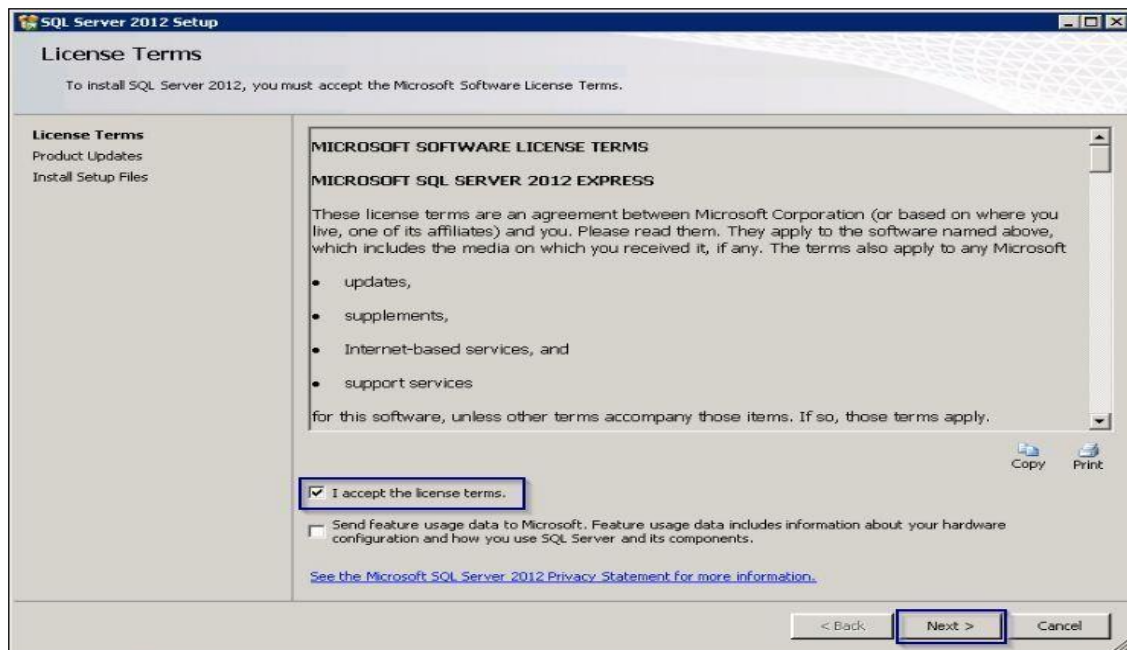 SQL Server 2012 Setup
License Terms
To install SQL Server 2012, you must accept the Microsoft Software License Terms.
License Terms
Product Updates
Install Setup Files
MICROSOFT SOFTWARE LICENSE TERMS
MICROSOFT SQL SERVER 2012 EXPRESS
These license terms are an agreement between Microsoft Corporation (or based on where you
live, one of its affiliates) and you. Please read them. They apply to the software named above,
which includes the media on which you received it, if any. The terms also apply to any Microsoft
• updates,
• supplements,
• Internet-based services, and
• support services
for this software, unless other terms accompany those items. If so, those terms apply.
Copy Print
I accept the license terms.
Send feature usage data to Microsoft. Feature usage data includes information about your hardware
configuration and how you use SQL Server and its components.
See the Microsoft SQL Server 2012 Privacy Statement for more information.
< Back Next > Cancel